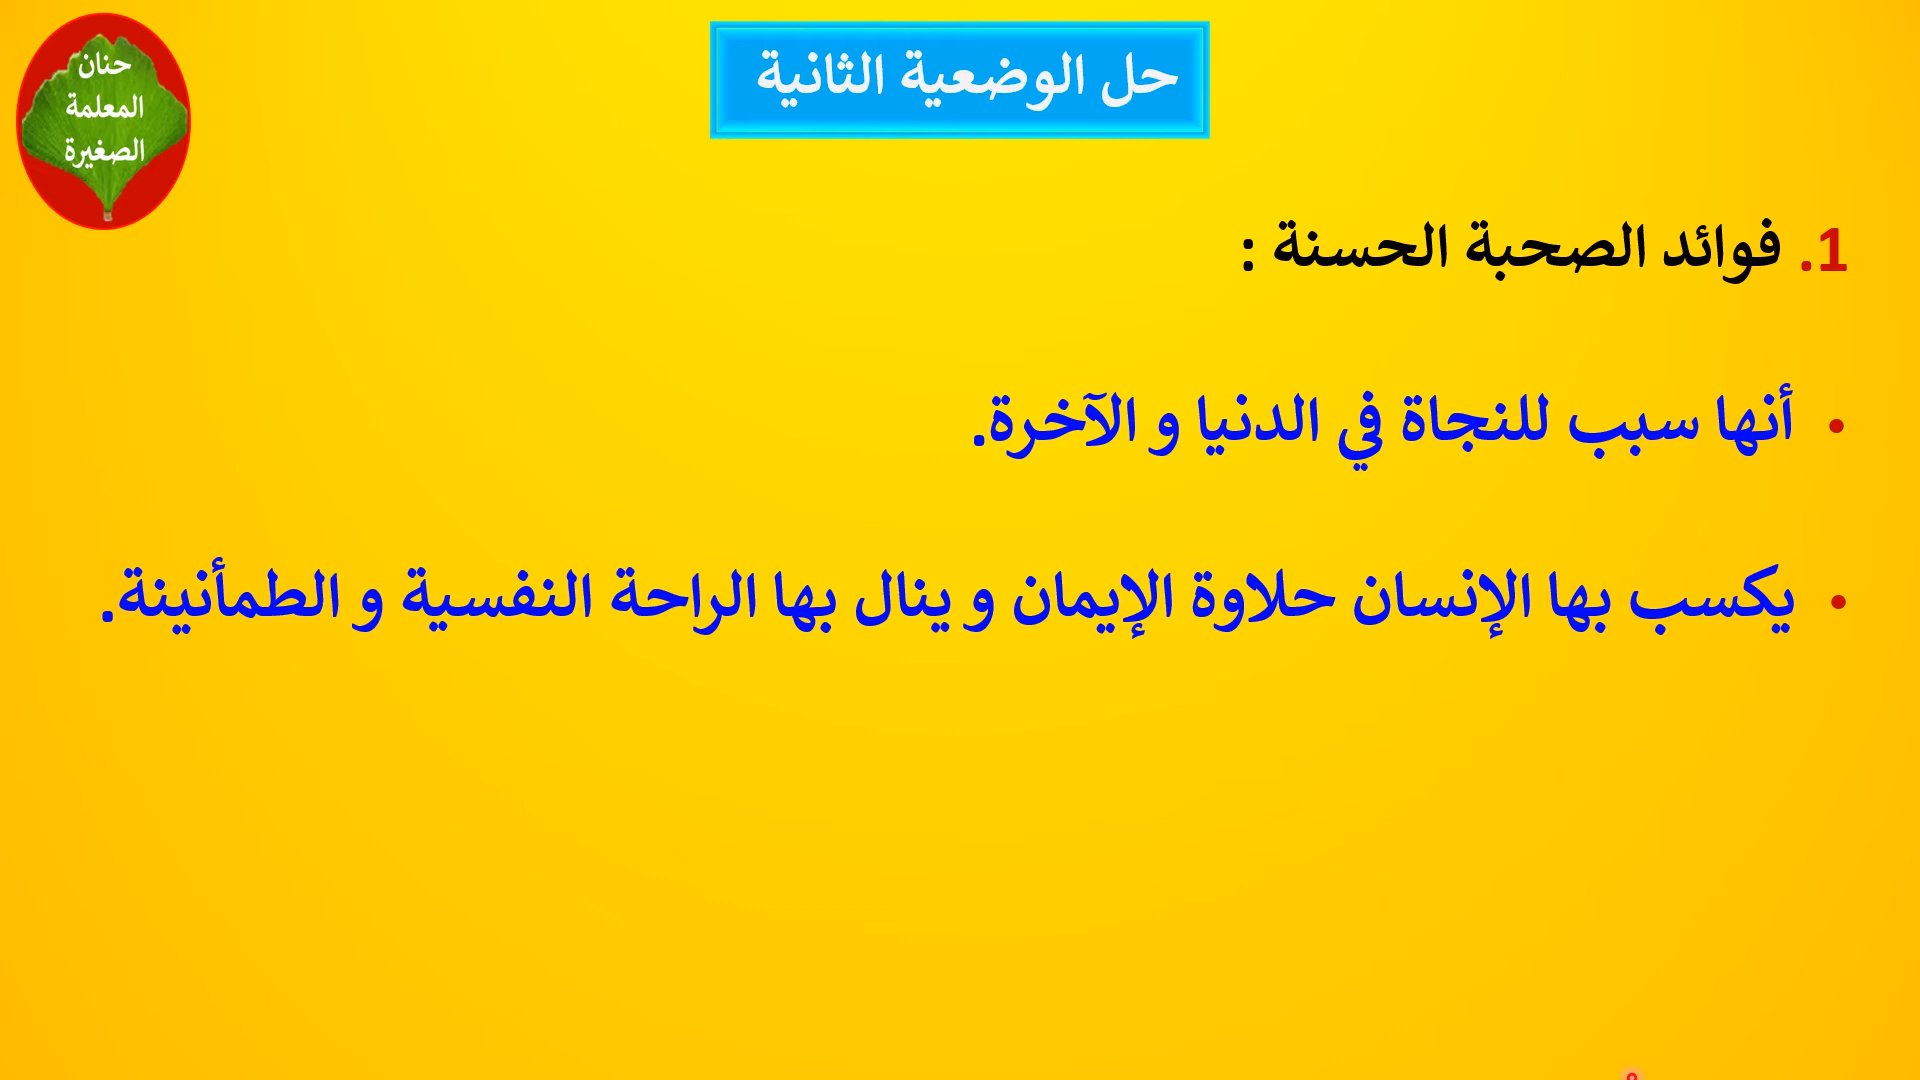 حنان
المعلمة
الصغيرة
حل الوضعية الثانية
1. فوائد الصحبة الحسنة :
• أنها سبب للنجاة في الدنيا و الآخرة.
• يكسب بها الإنسان حلاوة الإيمان و ينال بها الراحة النفسية و الطمأنينة.